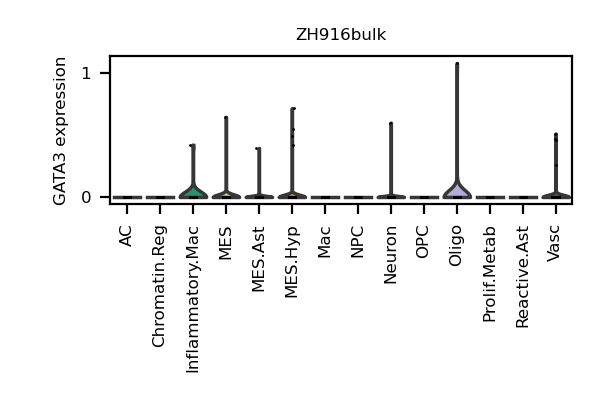 ZH916bulk
GATA3 expression
1
0
AC
Chromatin.Reg
Inflammatory.Mac
MES
MES.Ast
MES.Hyp
Mac
NPC
Neuron
OPC
Oligo
Prolif.Metab
Reactive.Ast
Vasc